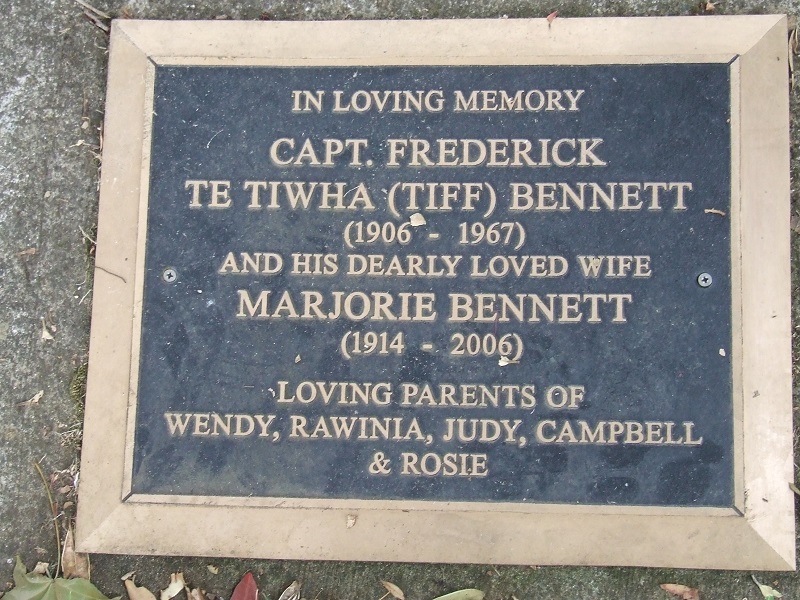 IN LOVING MEMORY
CAPT. FREDERICK
TE TIWHA (TIFF) BENNETT
(1906 - 1967)
AND HIS DEARLY LOVED WIFE
MARJORIE BENNETT
(1914 - 2006)
LOVING PARENTS OF
WENDY, RAWINIA, JUDY, CAMPBELL
& ROSIE